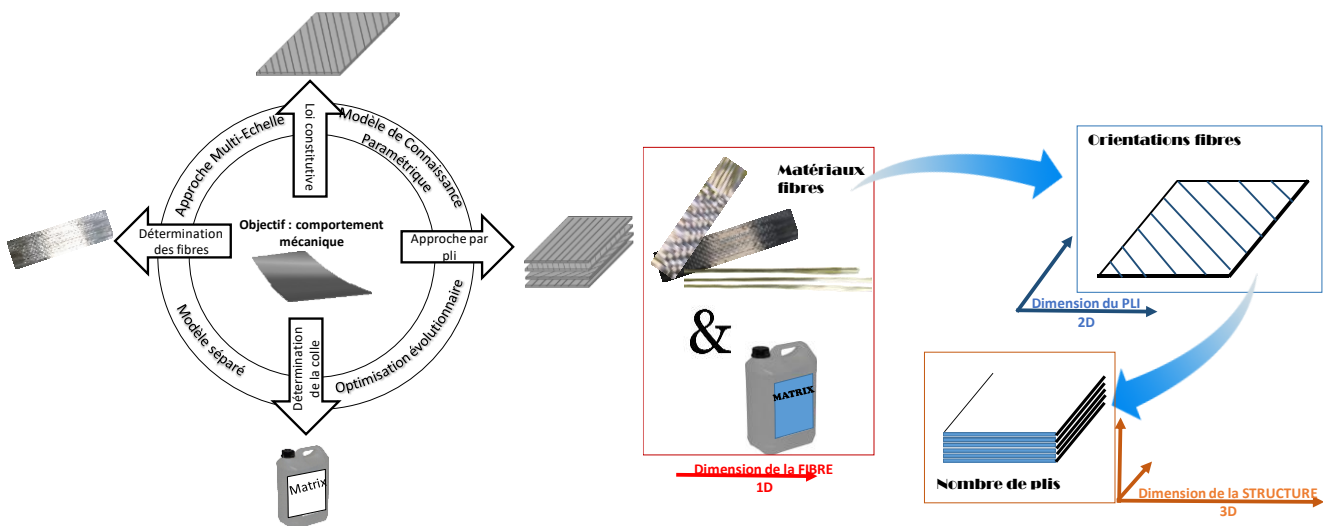 Loi constitutive
Approche Multi-Echelle
Modèle de Connaissance
Paramétrique
Détermination
des fibres
Objectif : comportement
mécanique
Approche par
pli
Modèle séparé
Détermination
de la colle
Optimisation évolutionnaire
Matrix
Matériaux
fibres
&
MATRIX
Dimension de la FIBRE
1D
Orientations fibres
Dimension du PLI
2D
Nombre de plis
Dimension de la STRUCTURE
3D